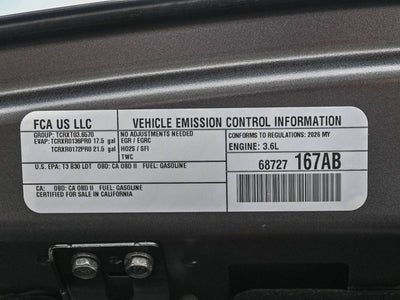 FCA US LLC
VEHICLE EMISSION CONTROL INFORMATION
GROUP: TCRXT03.6570
EVAP: TCRXR0136PRO 17.5 gal
TCRXR0172PRO 21.5 gal
NO ADJUSTMENTS NEEDED
EGR / EGRC
HO2S / SFI
TWC
CONFORMS TO REGULATIONS: 2026 MY
ENGINE: 3.6L
68727 167AB
U.S. EPA: T3 B30 LDT OBD: CA OBD II FUEL: GASOLINE
CA: OBD: CA OBD II FUEL: GASOLINE
CERTIFIED FOR SALE IN CALIFORNIA